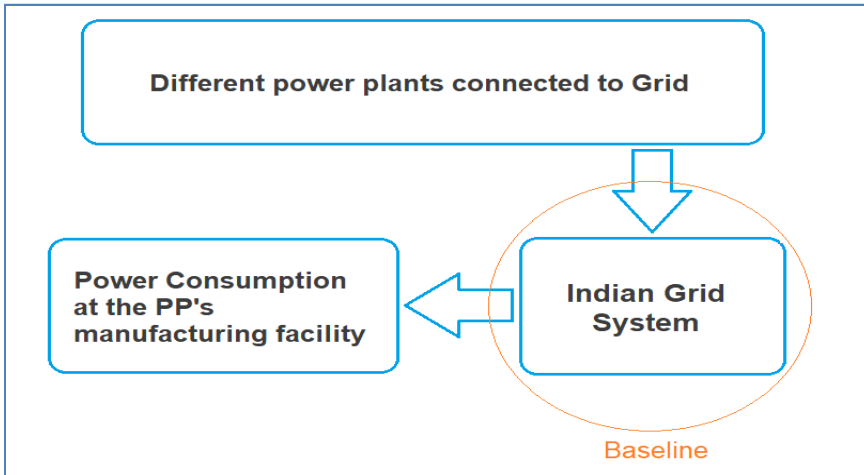 Different power plants connected to Grid
Power Consumption
at the PP's
manufacturing facility
Indian Grid
System
Baseline